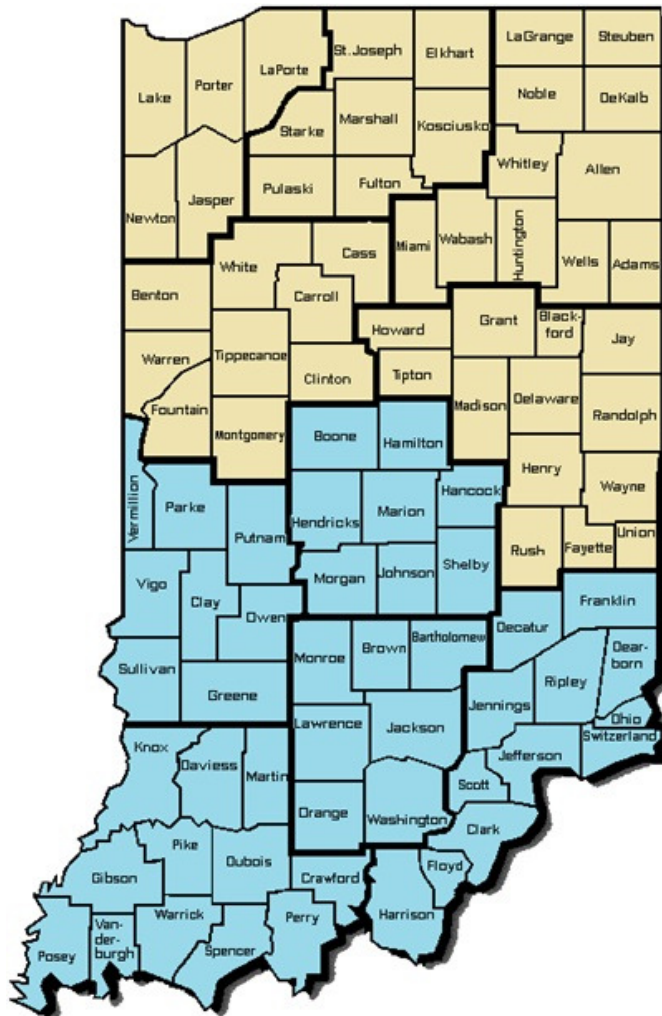 St.Joseph
Elkhart
LaGrange
Steuben
LaPorte
Porter
Lake
Noble
DeKalb
Starke
Marshall
Kosciusko
Whitley
Allen
Pulaski
Fulton
Newton
Jasper
Miami
Wabash
Huntington
Wells
Adams
White
Cass
Benton
Carroll
Howard
Grant
Black-
ford
Jay
Warren
Tippecanoe
Clinton
Tipton
Madison
Delaware
Randolph
Fountain
Montgomery
Boone
Hamilton
Henry
Wayne
Vermillion
Parke
Putnam
Hendricks
Marion
Hancock
Rush
Fayette
Union
Vigo
Clay
Owen
Morgan
Johnson
Shelby
Franklin
Decatur
Sullivan
Greene
Monroe
Brown
Bartholomew
Dear-
born
Ripley
Jennings
Ohio
Switzerland
Lawrence
Jackson
Jefferson
Knox
Daviess
Martin
Scott
Orange
Washington
Clark
Pike
Dubois
Gibson
Crawford
Floyd
Harrison
Posey
Van-
der-
burgh
Warrick
Spencer
Perry